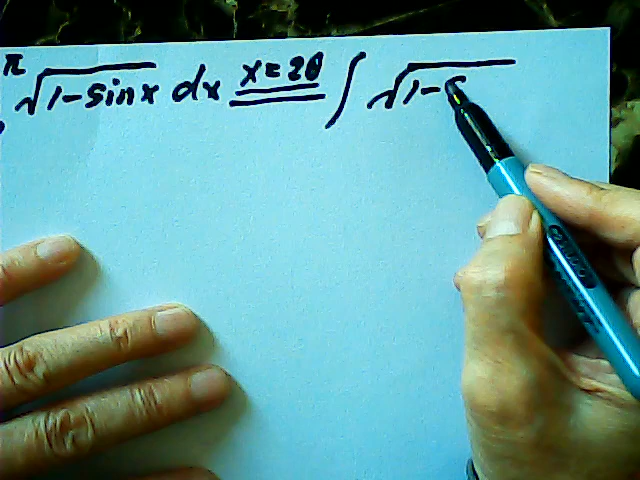 π √1-sinx dx x=2θ ∫ √1-s